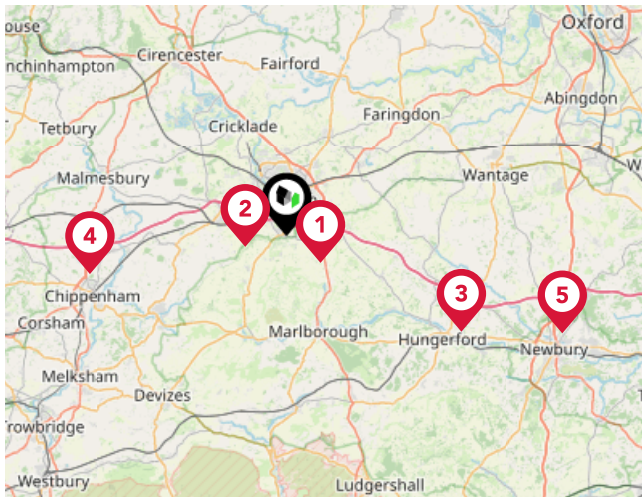 ouse
Oxford
Cirencester
nchinhampton
Fairford
Abingdon
Tetbury
Cricklade
Faringdon
Malmesbury
Wantage
2
1
4
3
5
Chippenham
Corsham
Marlborough
Hungerford
Newbury
Melksham
Devizes
Trowbridge
Westbury
Ludgershall